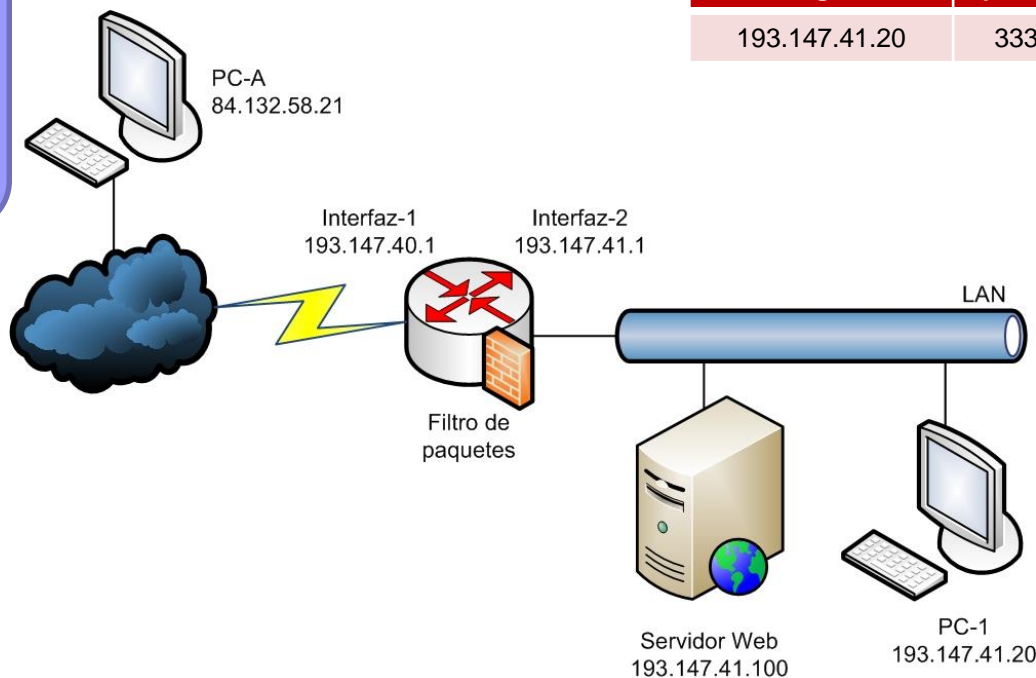 193.147.41.20
PC-A
84.132.58.21
Interfaz-1
193.147.40.1
Interfaz-2
193.147.41.1
LAN
Filtro de
paquetes
Servidor Web
193.147.41.100
PC-1
193.147.41.20